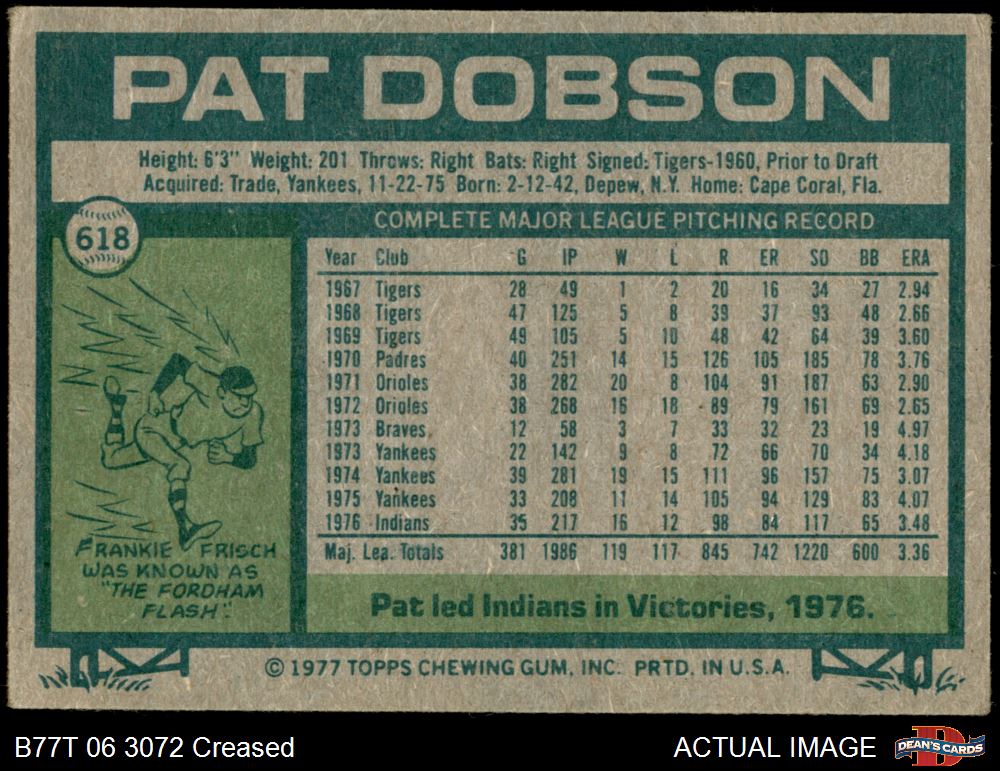 PAT DOBSON
Height: 6'3" Weight: 201 Throws: Right Bats: Right Signed: Tigers-1960, Prior to Draft
Acquired: Trade, Yankees, 11-22-75 Born: 2-12-42, Depew, N.Y. Home: Cape Coral, Fla.
618
COMPLETE MAJOR LEAGUE PITCHING RECORD
Year Club G IP W L R ER SO BB ERA
1967 Tigers 28 49 1 2 20 16 34 27 2.94
1968 Tigers 47 125 5 8 39 37 93 48 2.66
1969 Tigers 49 105 5 10 48 42 64 39 3.60
1970 Padres 40 251 14 15 126 105 185 78 3.76
1971 Orioles 38 282 20 8 104 91 187 63 2.90
1972 Orioles 38 268 16 18 89 79 161 69 2.65
1973 Braves 12 58 3 7 33 32 23 19 4.97
1973 Yankees 22 142 9 8 72 66 70 34 4.18
1974 Yankees 39 281 19 15 111 96 157 75 3.07
1975 Yankees 33 208 11 14 105 94 129 83 4.07
1976 Indians 35 217 16 12 98 84 117 65 3.48
Maj. Lea. Totals 381 1986 119 117 845 742 1220 600 3.36
FRANKIE FRISCH
WAS KNOWN AS
"THE FORDHAM
FLASH".
Pat led Indians in Victories, 1976.
© 1977 TOPPS CHEWING GUM, INC. PRTD. IN U.S.A.
B77T 06 3072 Creased
ACTUAL IMAGE
DEAN'S CARDS